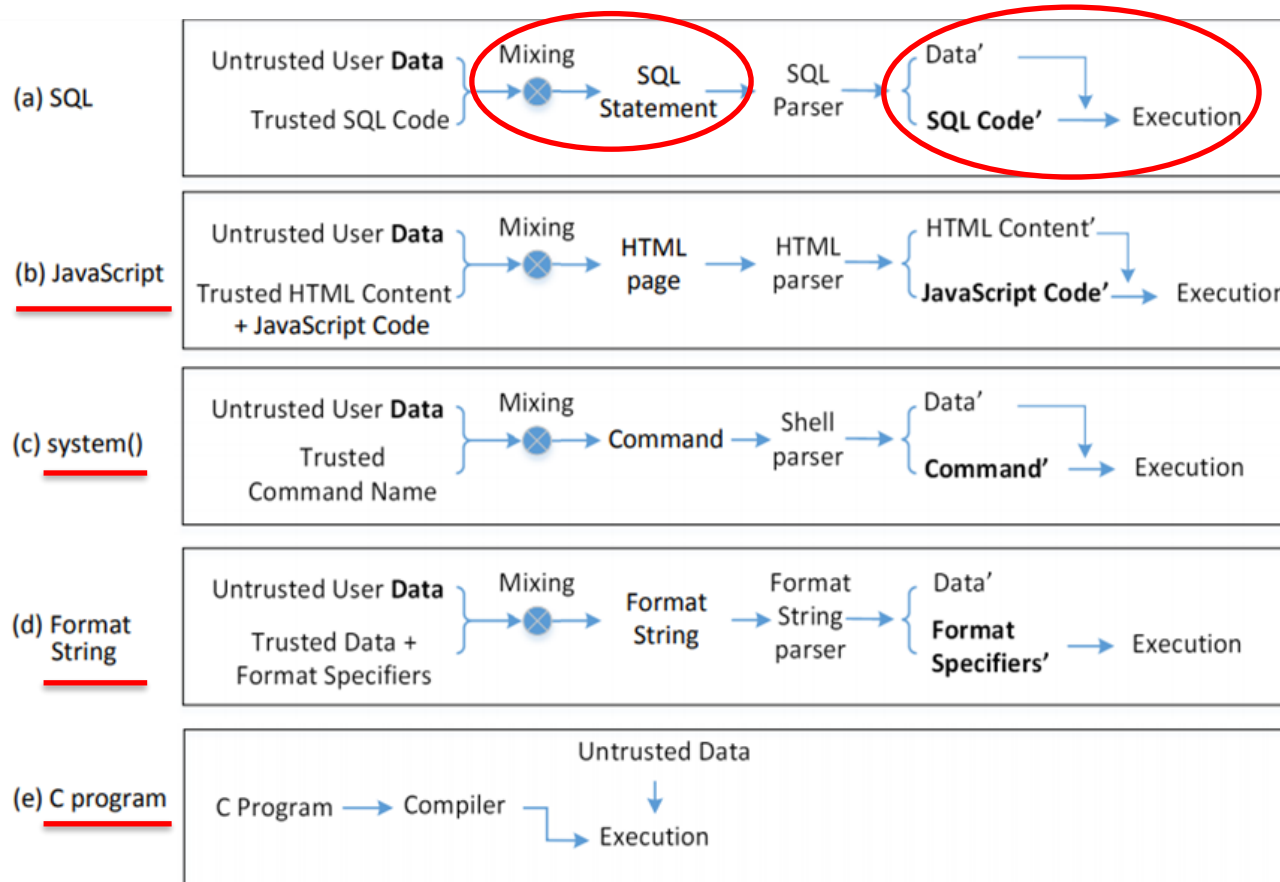 (a) SQL
Untrusted User Data
Trusted SQL Code
Mixing
SQL
Statement
SQL
Parser
Data’
SQL Code’
Execution
(b) JavaScript
Untrusted User Data
Trusted HTML Content
+ JavaScript Code
Mixing
HTML
page
HTML
parser
HTML Content’
JavaScript Code’
Execution
(c) system()
Untrusted User Data
Trusted
Command Name
Mixing
Command
Shell
parser
Data’
Command’
Execution
(d) Format
String
Untrusted User Data
Trusted Data +
Format Specifiers
Mixing
Format
String
Format
String
parser
Data’
Format
Specifiers’
Execution
(e) C program
C Program
Compiler
Untrusted Data
Execution